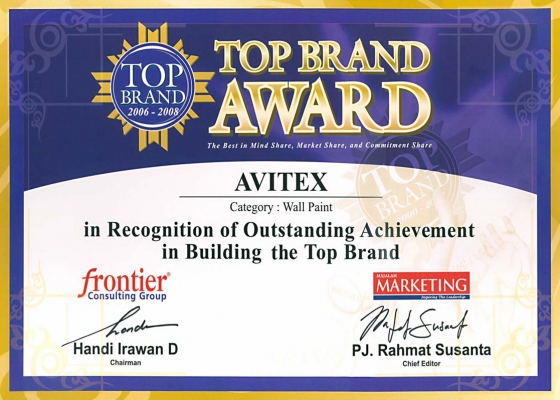 TOP
BRAND
2006 - 2008
TOP BRAND
AWARD
The Best in Mind Share, Market Share, and Commitment Share
AVITEX
Category : Wall Paint
in Recognition of Outstanding Achievement
in Building the Top Brand
frontier®
Consulting Group
MAJALAH
MARKETING
Inspiring The Leadership
Handi Irawan D
Chairman
PJ. Rahmat Susanta
Chief Editor